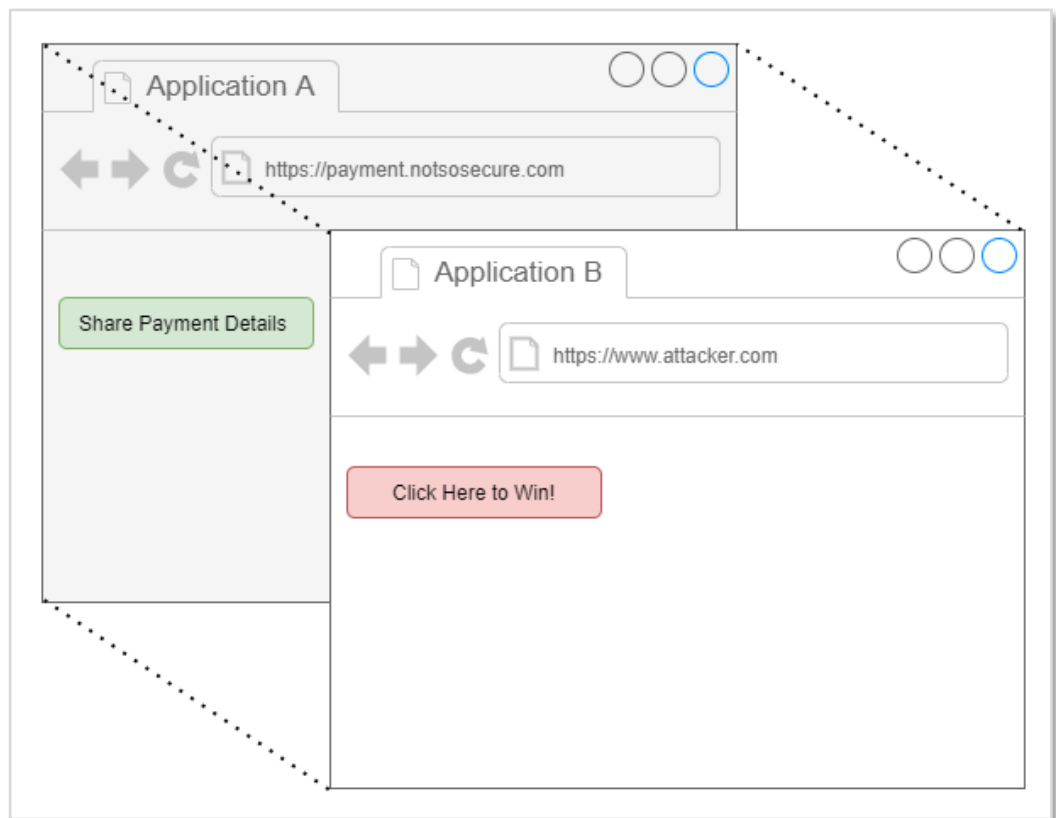 Application A
https://payment.notsosecure.com
Share Payment Details
Application B
https://www.attacker.com
Click Here to Win!